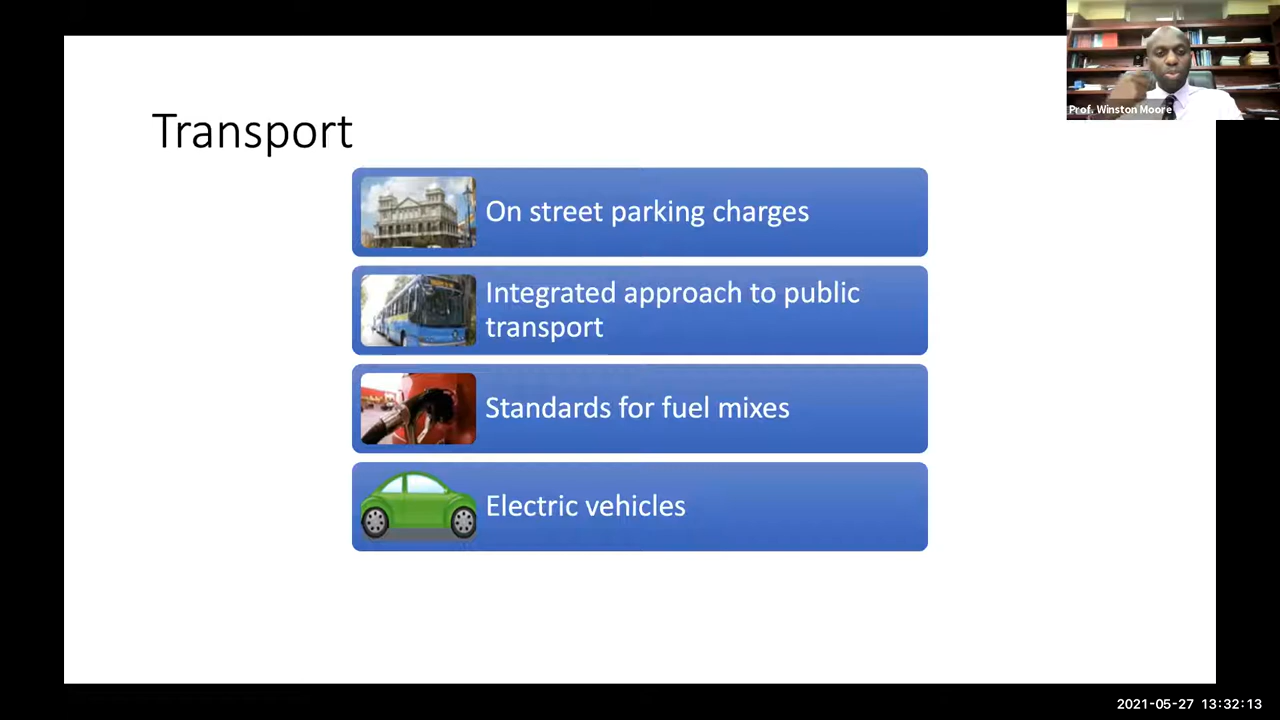 Prof. Winston Moore
Transport
On street parking charges
Integrated approach to public
transport
Standards for fuel mixes
Electric vehicles
2021-05-27 13:32:13